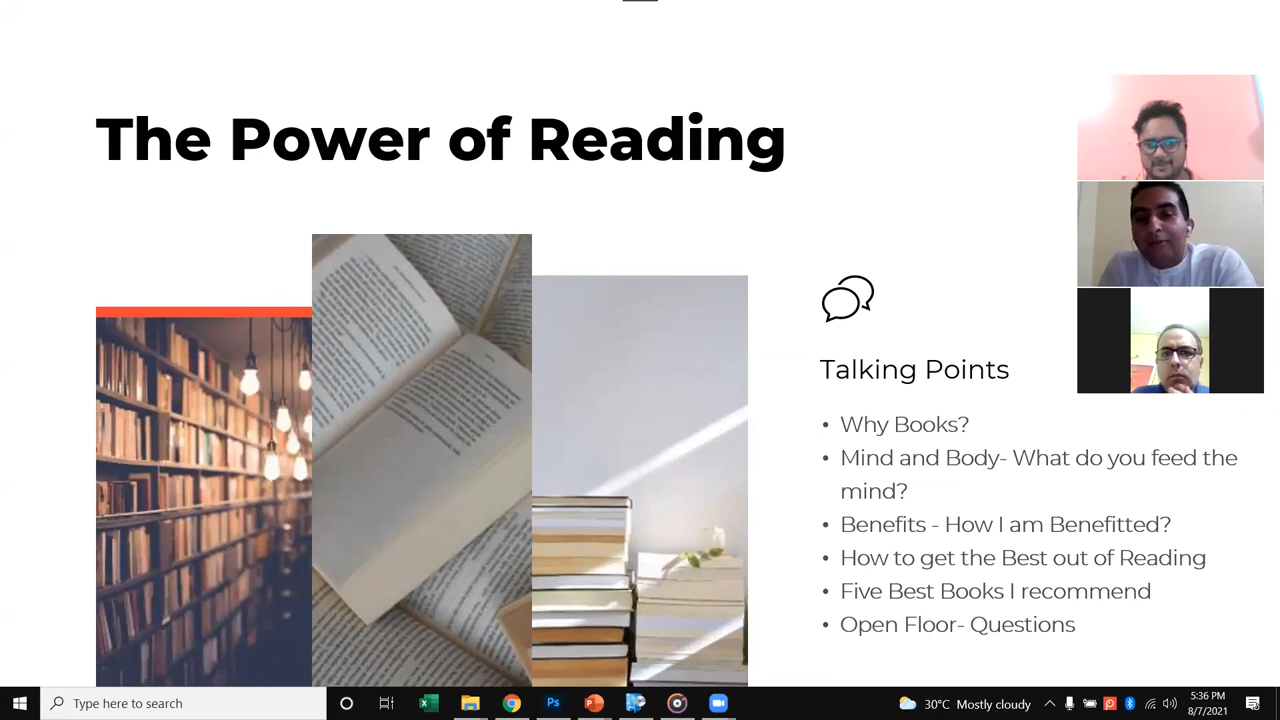 The Power of Reading
Talking Points
• Why Books?
• Mind and Body- What do you feed the
mind?
• Benefits - How I am Benefitted?
• How to get the Best out of Reading
• Five Best Books I recommend
• Open Floor- Questions
Type here to search
Ps
30°C Mostly cloudy
5:36 PM
8/7/2021